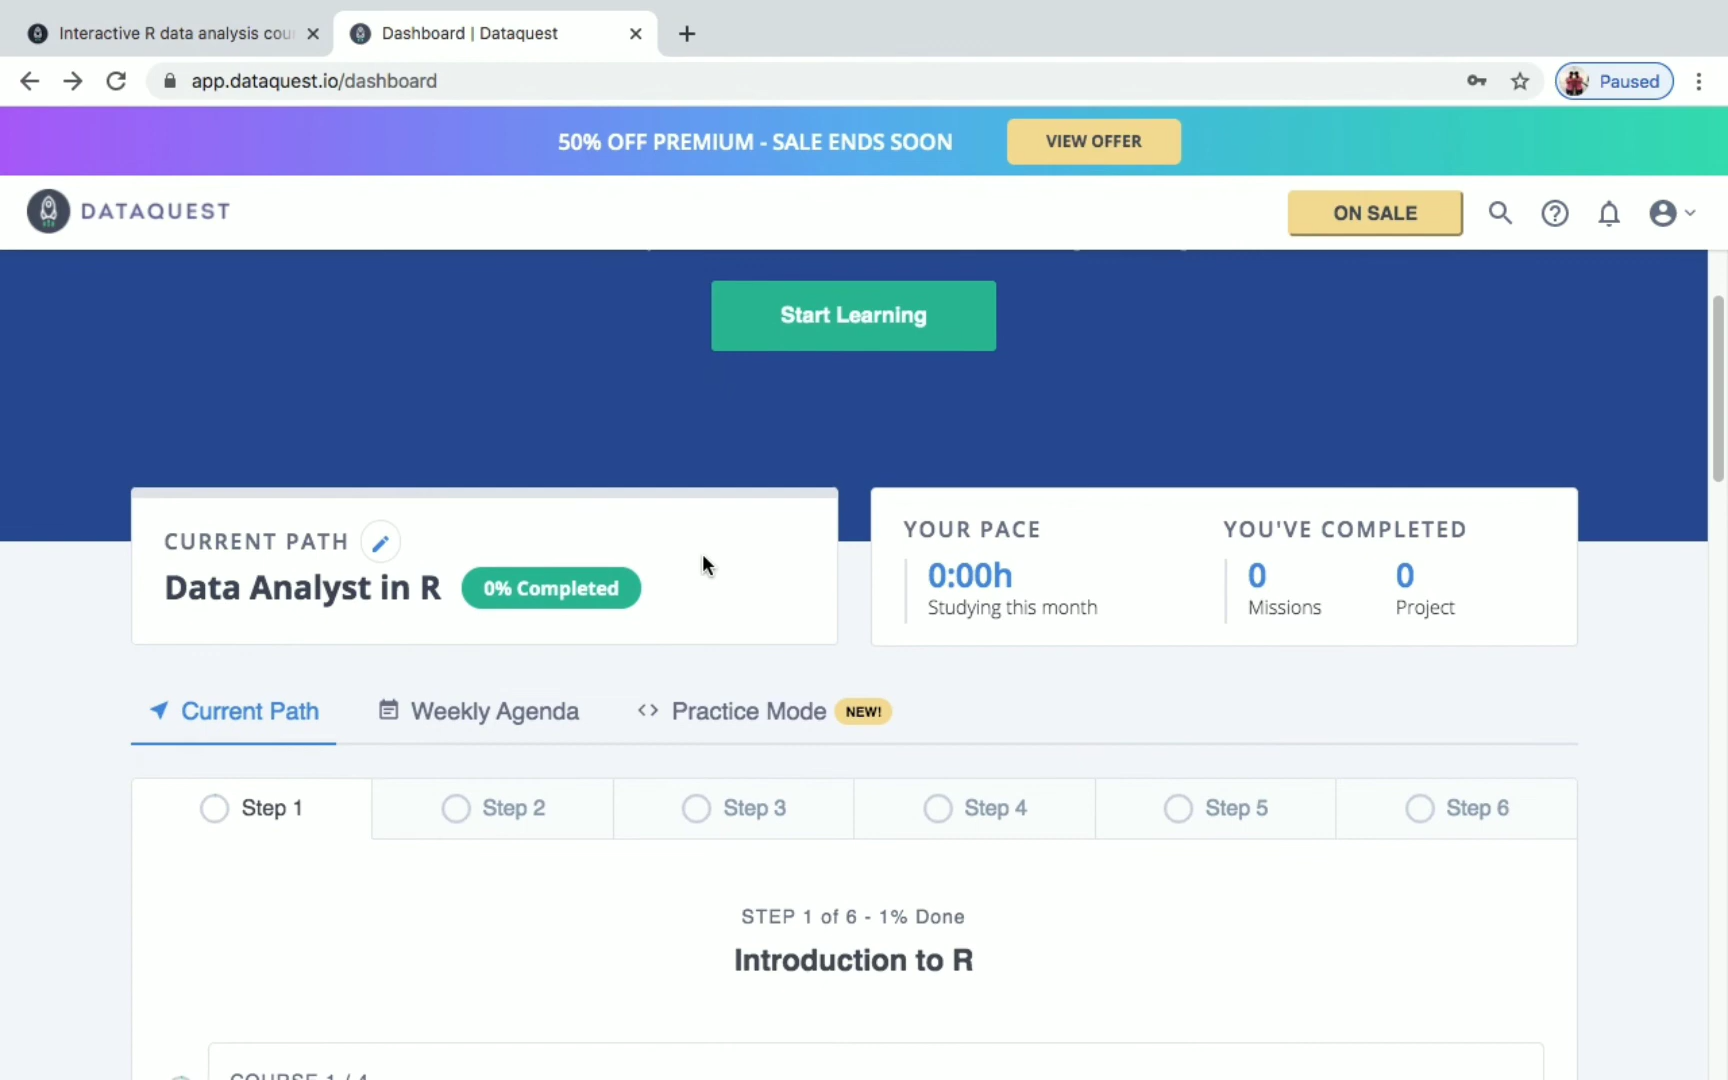 Interactive R data analysis cou
Dashboard | Dataquest
app.dataquest.io/dashboard
Paused
50% OFF PREMIUM - SALE ENDS SOON
VIEW OFFER
DATAQUEST
ON SALE
Start Learning
CURRENT PATH
Data Analyst in R
0% Completed
YOUR PACE
0:00h
Studying this month
YOU'VE COMPLETED
0
Missions
0
Project
Current Path
Weekly Agenda
Practice Mode
NEW!
Step 1
Step 2
Step 3
Step 4
Step 5
Step 6
STEP 1 of 6 - 1% Done
Introduction to R
COURSE 1 / 4